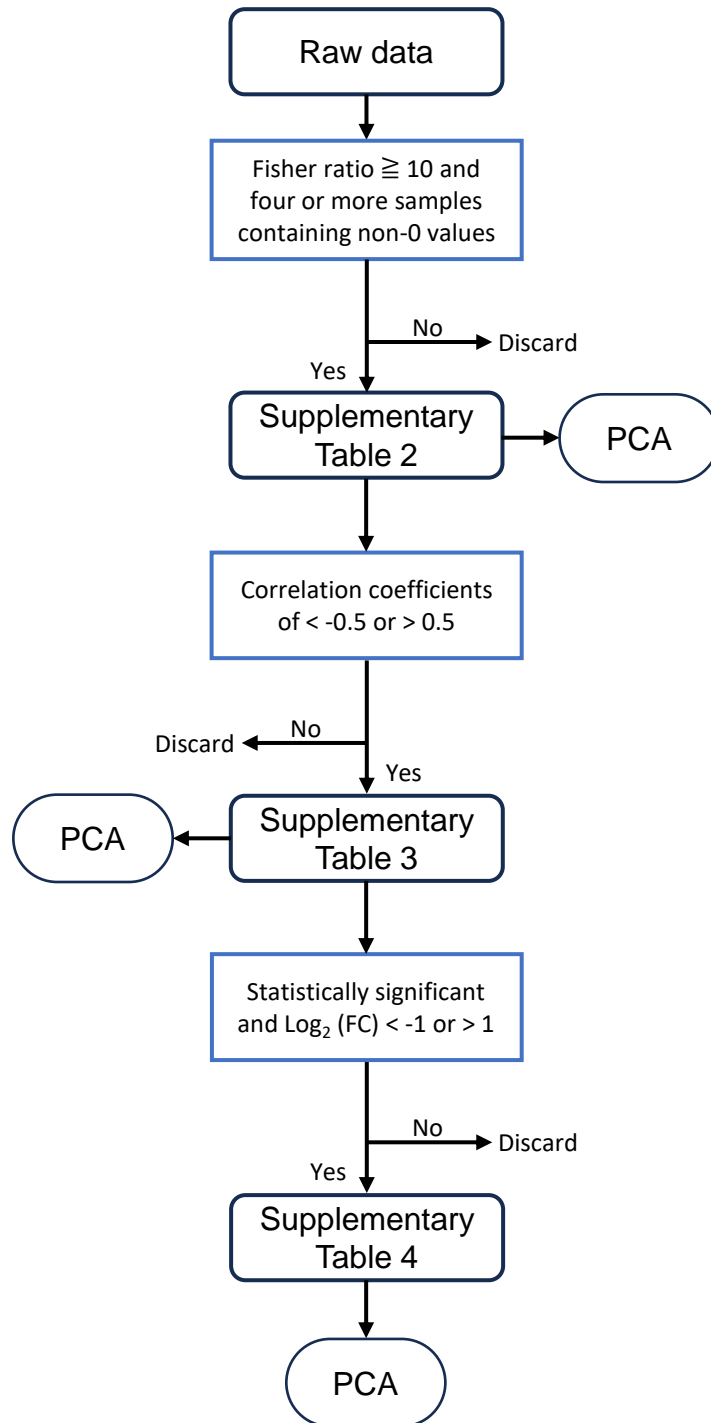 Raw data
Fisher ratio ≧ 10 and
four or more samples
containing non-0 values
No
Discard
Yes
Supplementary
Table 2
PCA
Correlation coefficients
of < -0.5 or > 0.5
No
Discard
Yes
Supplementary
Table 3
PCA
Statistically significant
and Log₂ (FC) < -1 or > 1
No
Discard
Yes
Supplementary
Table 4
PCA